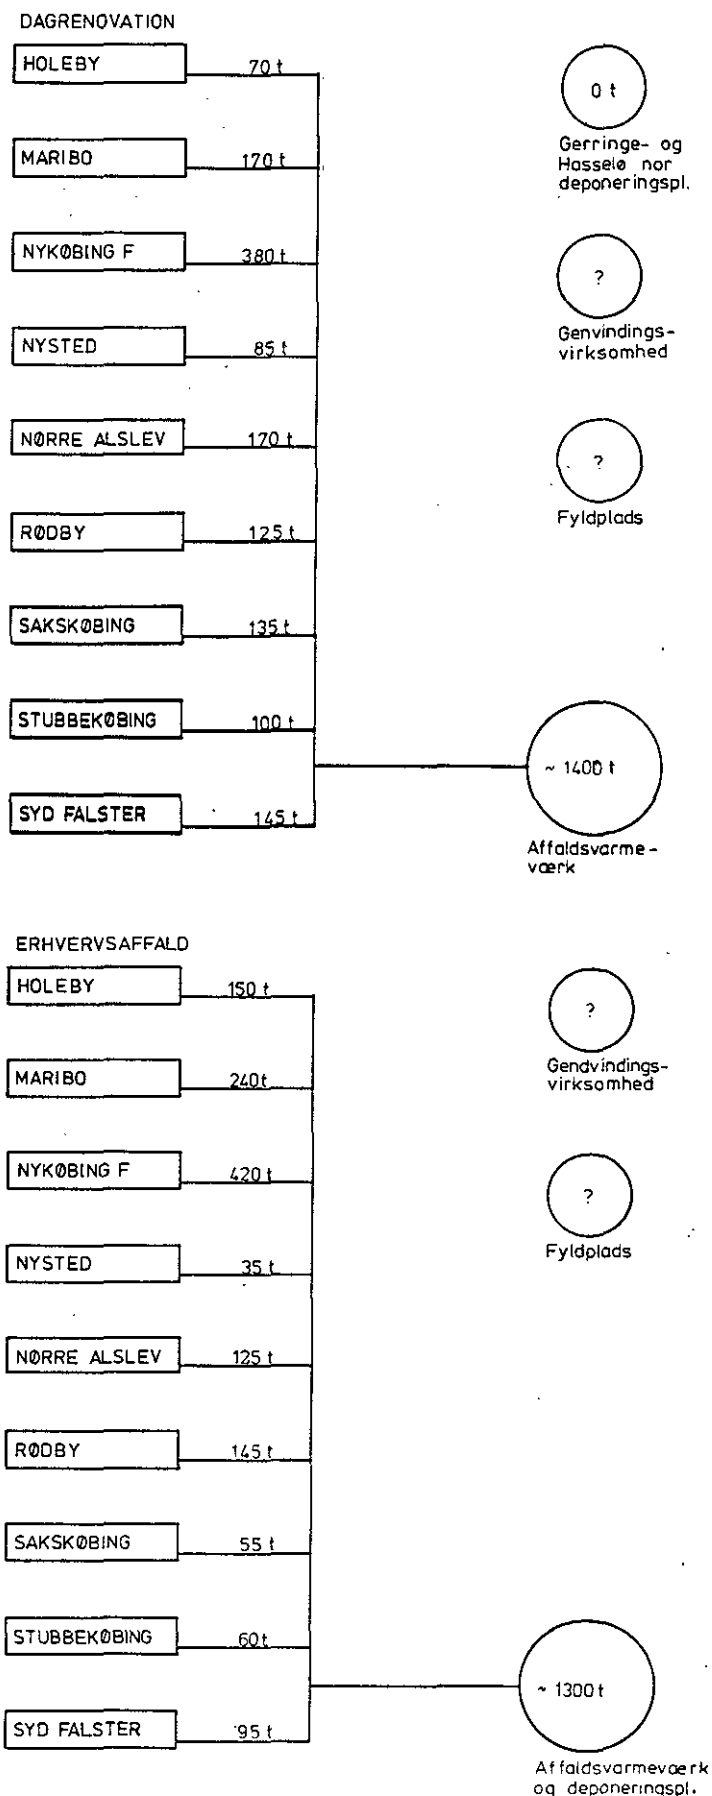 DAGRENOVATION
HOLEBY 70 t
MARIBO 170 t
NYKØBING F 380 t
NYSTED 85 t
NØRRE ALSLEV 170 t
RØDBY 125 t
SAKSKØBING 135 t
STUBBEKØBING 100 t
SYD FALSTER 145 t
0 t
Gerringe- og
Hasselø nor
deponeringspl.
?
Genvindings-
virksomhed
?
Fyldplads
~ 1400 t
Affaldsvarme-
værk
ERHVERVSAFFALD
HOLEBY 150 t
MARIBO 240 t
NYKØBING F 420 t
NYSTED 35 t
NØRRE ALSLEV 125 t
RØDBY 145 t
SAKSKØBING 55 t
STUBBEKØBING 60 t
SYD FALSTER 95 t
?
Gendvindings-
virksomhed
?
Fyldplads
~ 1300 t
Affaldsvarmeværk
og deponeringspl.